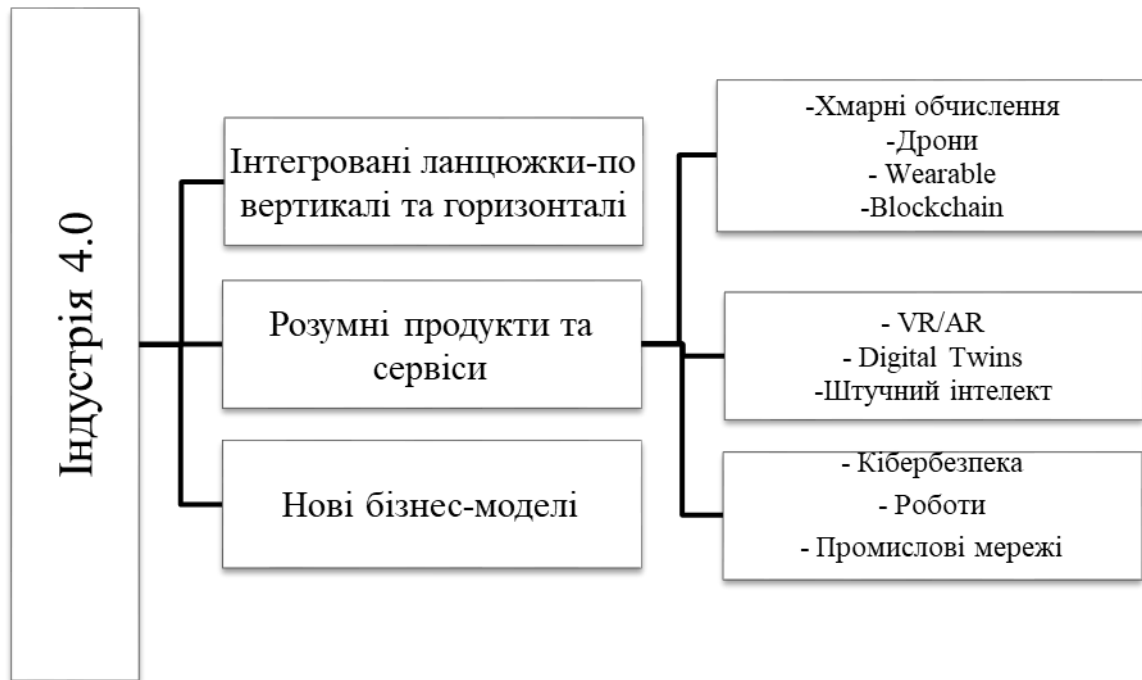 Індустрія 4.0
Інтегровані ланцюжки-по
вертикалі та горизонталі
Розумні продукти та
сервіси
Нові бізнес-моделі
-Хмарні обчислення
-Дрони
- Wearable
-Blockchain
- VR/AR
- Digital Twins
-Штучний інтелект
- Кібербезпека
- Роботи
- Промислові мережі